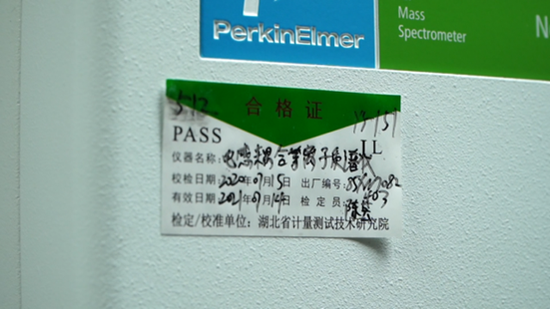 PerkinElmer
Mass
Spectrometer
N
513
合格证
PASS
仪器名称：电感耦合等离子质谱仪
校检日期2020年07月15日 出厂编号：
有效日期2021年07月14日 检定员：
检定/校准单位：湖北省计量测试技术研究院